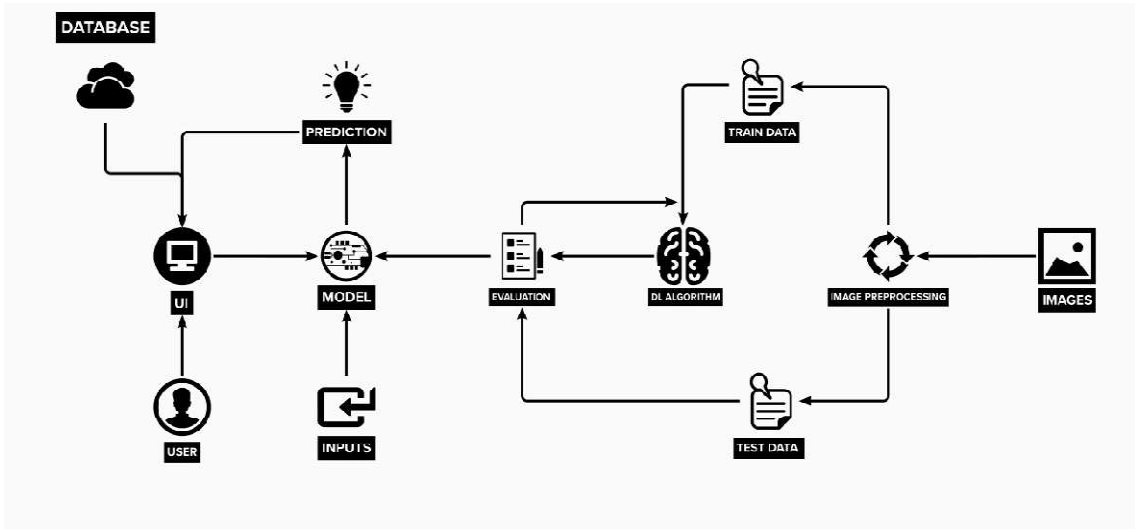 DATABASE
PREDICTION
TRAIN DATA
UI
MODEL
EVALUATION
DL ALGORITHM
IMAGE PREPROCESSING
IMAGES
USER
INPUTS
TEST DATA